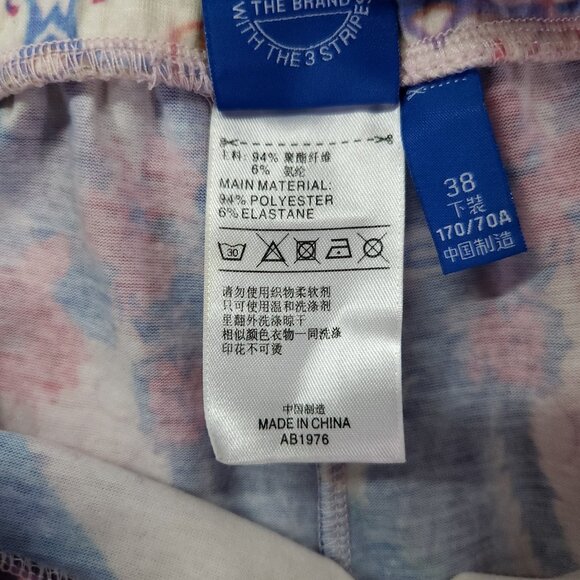 THE BRAND
WITH THE 3 STRIPES
主料: 94% 聚酯纤维
6% 氨纶
MAIN MATERIAL:
94% POLYESTER
6% ELASTANE
30
请勿使用织物柔软剂
只可使用温和洗涤剂
里翻外洗涤晾干
相似颜色衣物一同洗涤
印花不可烫
中国制造
MADE IN CHINA
AB1976
38
下装
170/70A
中国制造